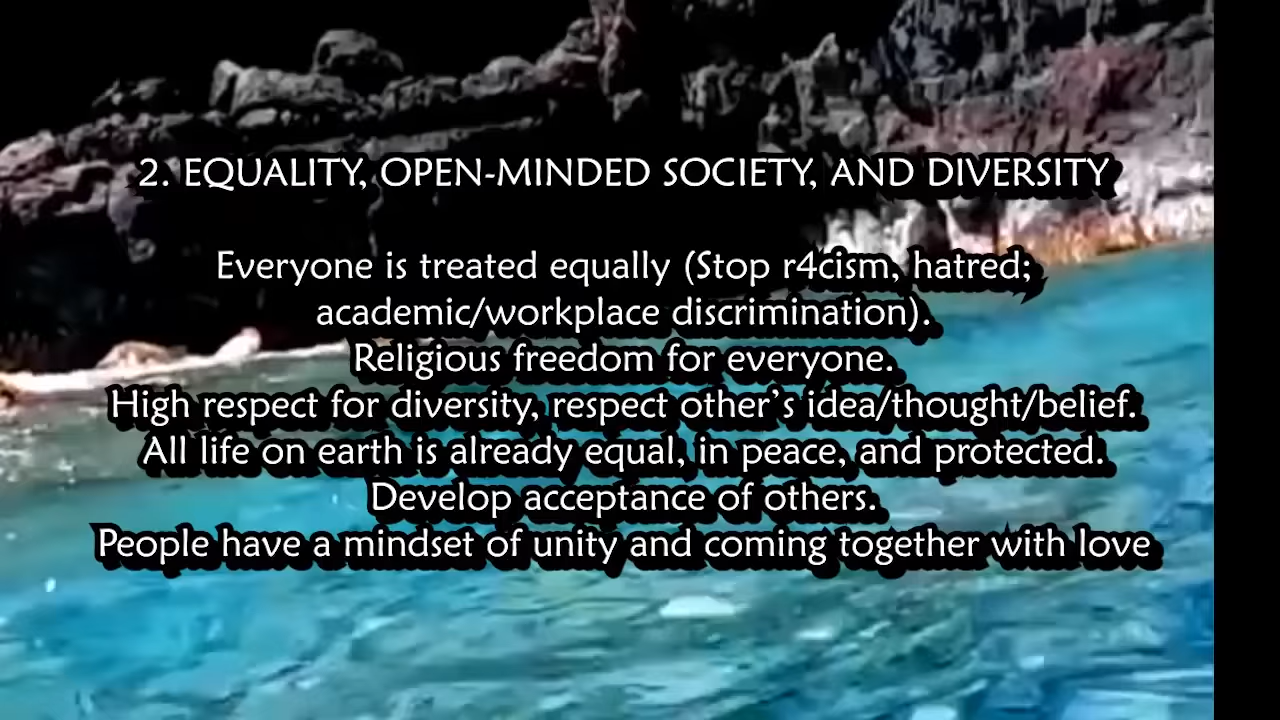 2. EQUALITY, OPEN-MINDED SOCIETY, AND DIVERSITY
Everyone is treated equally (Stop r4cism, hatred;
academic/workplace discrimination).
Religious freedom for everyone.
High respect for diversity, respect other’s idea/thought/belief.
All life on earth is already equal, in peace, and protected.
Develop acceptance of others.
People have a mindset of unity and coming together with love